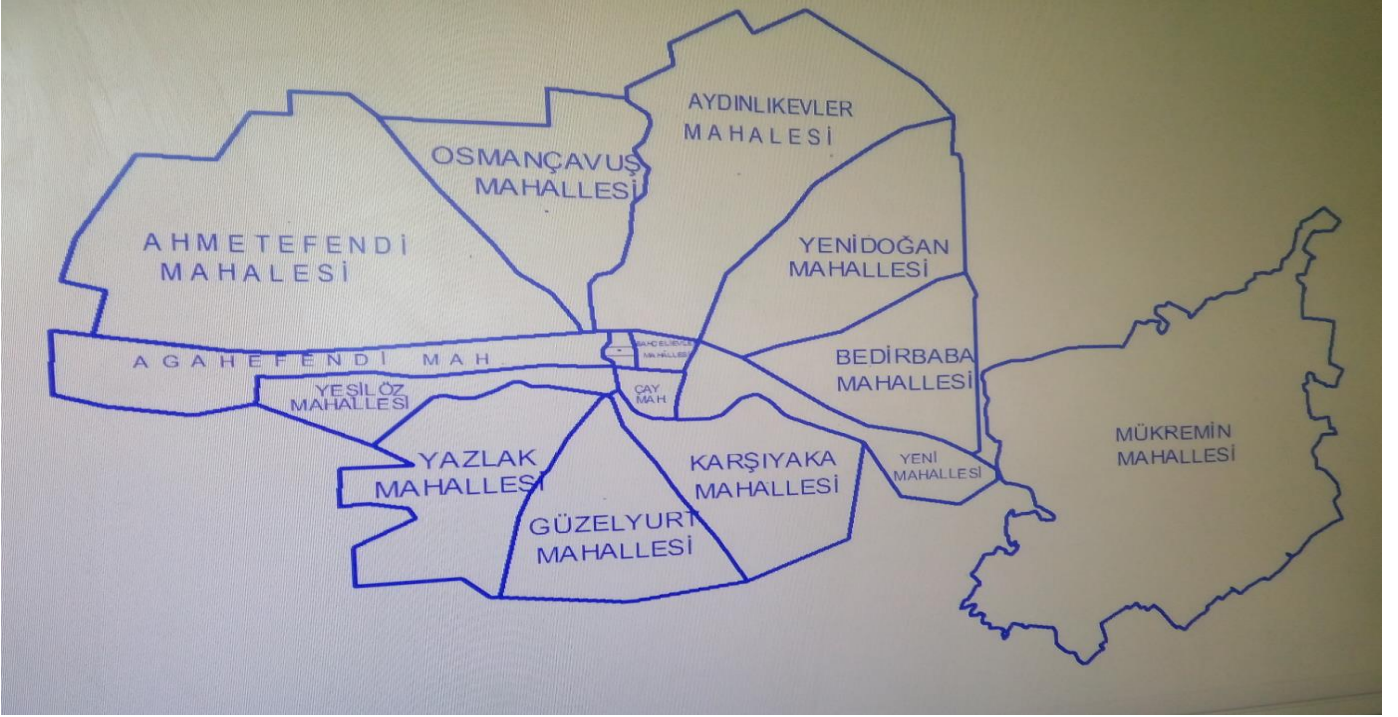 AYDINLIKEVLER
MAHALESİ
OSMANÇAVUŞ
MAHALLESİ
AHMETEFENDİ
MAHALESİ
YENİDOĞAN
MAHALLESİ
AGAHEFENDİ MAH.
MAHALLESİ
BEDİRBABA
MAHALLESİ
YEŞİLÖZ
MAHALLESİ
ÇAY
MAH.
MÜKREMİN
MAHALLESİ
YAZLAK
MAHALLESİ
KARŞIYAKA
MAHALLESİ
YENİ
MAHALLESİ
GÜZELYURT
MAHALLESİ